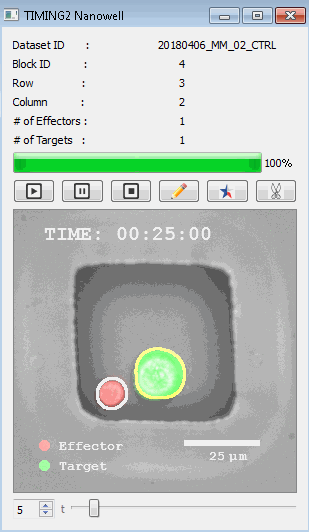 TIMING2 Nanowell
Dataset ID : 20180406_MM_02_CTRL
Block ID : 4
Row : 3
Column : 2
# of Effectors : 1
# of Targets : 1
100%
TIME: 00:25:00
Effector
Target
25 µm
5 t